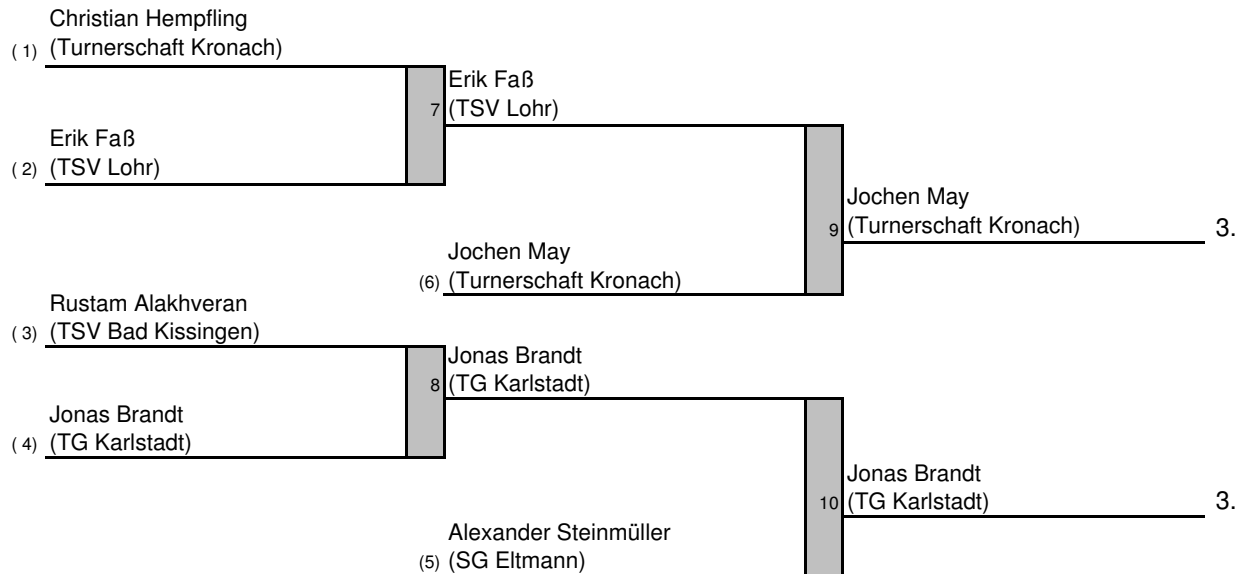 Christian Hempfling
( 1) (Turnerschaft Kronach)
Erik Faß
7 (TSV Lohr)
Erik Faß
( 2) (TSV Lohr)
Jochen May
9 (Turnerschaft Kronach) 3.
Jochen May
(6) (Turnerschaft Kronach)
Rustam Alakhveran
( 3) (TSV Bad Kissingen)
Jonas Brandt
8 (TG Karlstadt)
Jonas Brandt
( 4) (TG Karlstadt)
Jonas Brandt
10 (TG Karlstadt) 3.
Alexander Steinmüller
(5) (SG Eltmann)